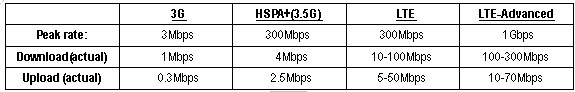 3G HSPA+(3.5G) LTE LTE-Advanced
Peak rate: 3Mbps 300Mbps 300Mbps 1Gbps
Download(actual) 1Mbps 4Mbps 10-100Mbps 100-300Mbps
Upload (actual) 0.3Mbps 2.5Mbps 5-50Mbps 10-70Mbps